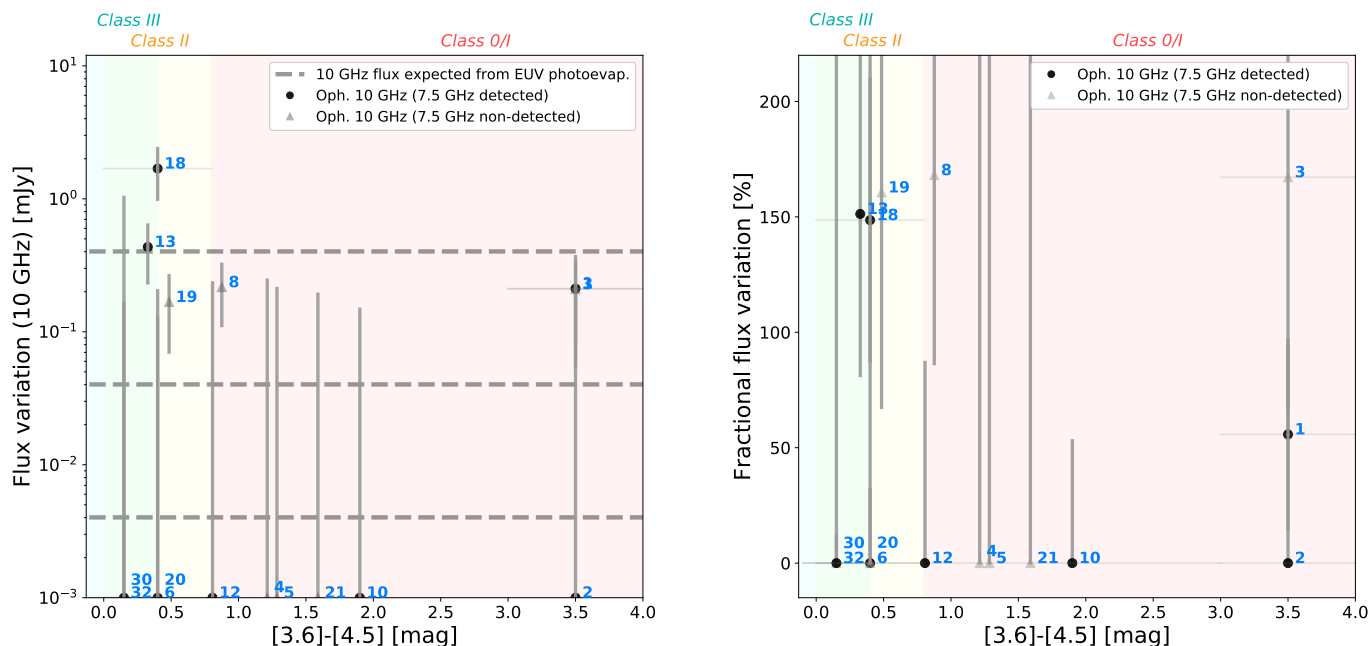 Class III
Class II
Class 0/I
10 GHz flux expected from EUV photoevap.
Oph. 10 GHz (7.5 GHz detected)
Oph. 10 GHz (7.5 GHz non-detected)
10¹
10⁰
10⁻¹
10⁻²
10⁻³
Flux variation (10 GHz) [mJy]
18
13
19
8
3
30
32
20
6
12
4
5
21
10
2
0.0 0.5 1.0 1.5 2.0 2.5 3.0 3.5 4.0
[3.6]-[4.5] [mag]
Class III
Class II
Class 0/I
Oph. 10 GHz (7.5 GHz detected)
Oph. 10 GHz (7.5 GHz non-detected)
200
150
100
50
0
Fractional flux variation [%]
19
8
3
13
18
1
30
32
20
6
12
4
5
21
10
2
0.0 0.5 1.0 1.5 2.0 2.5 3.0 3.5 4.0
[3.6]-[4.5] [mag]